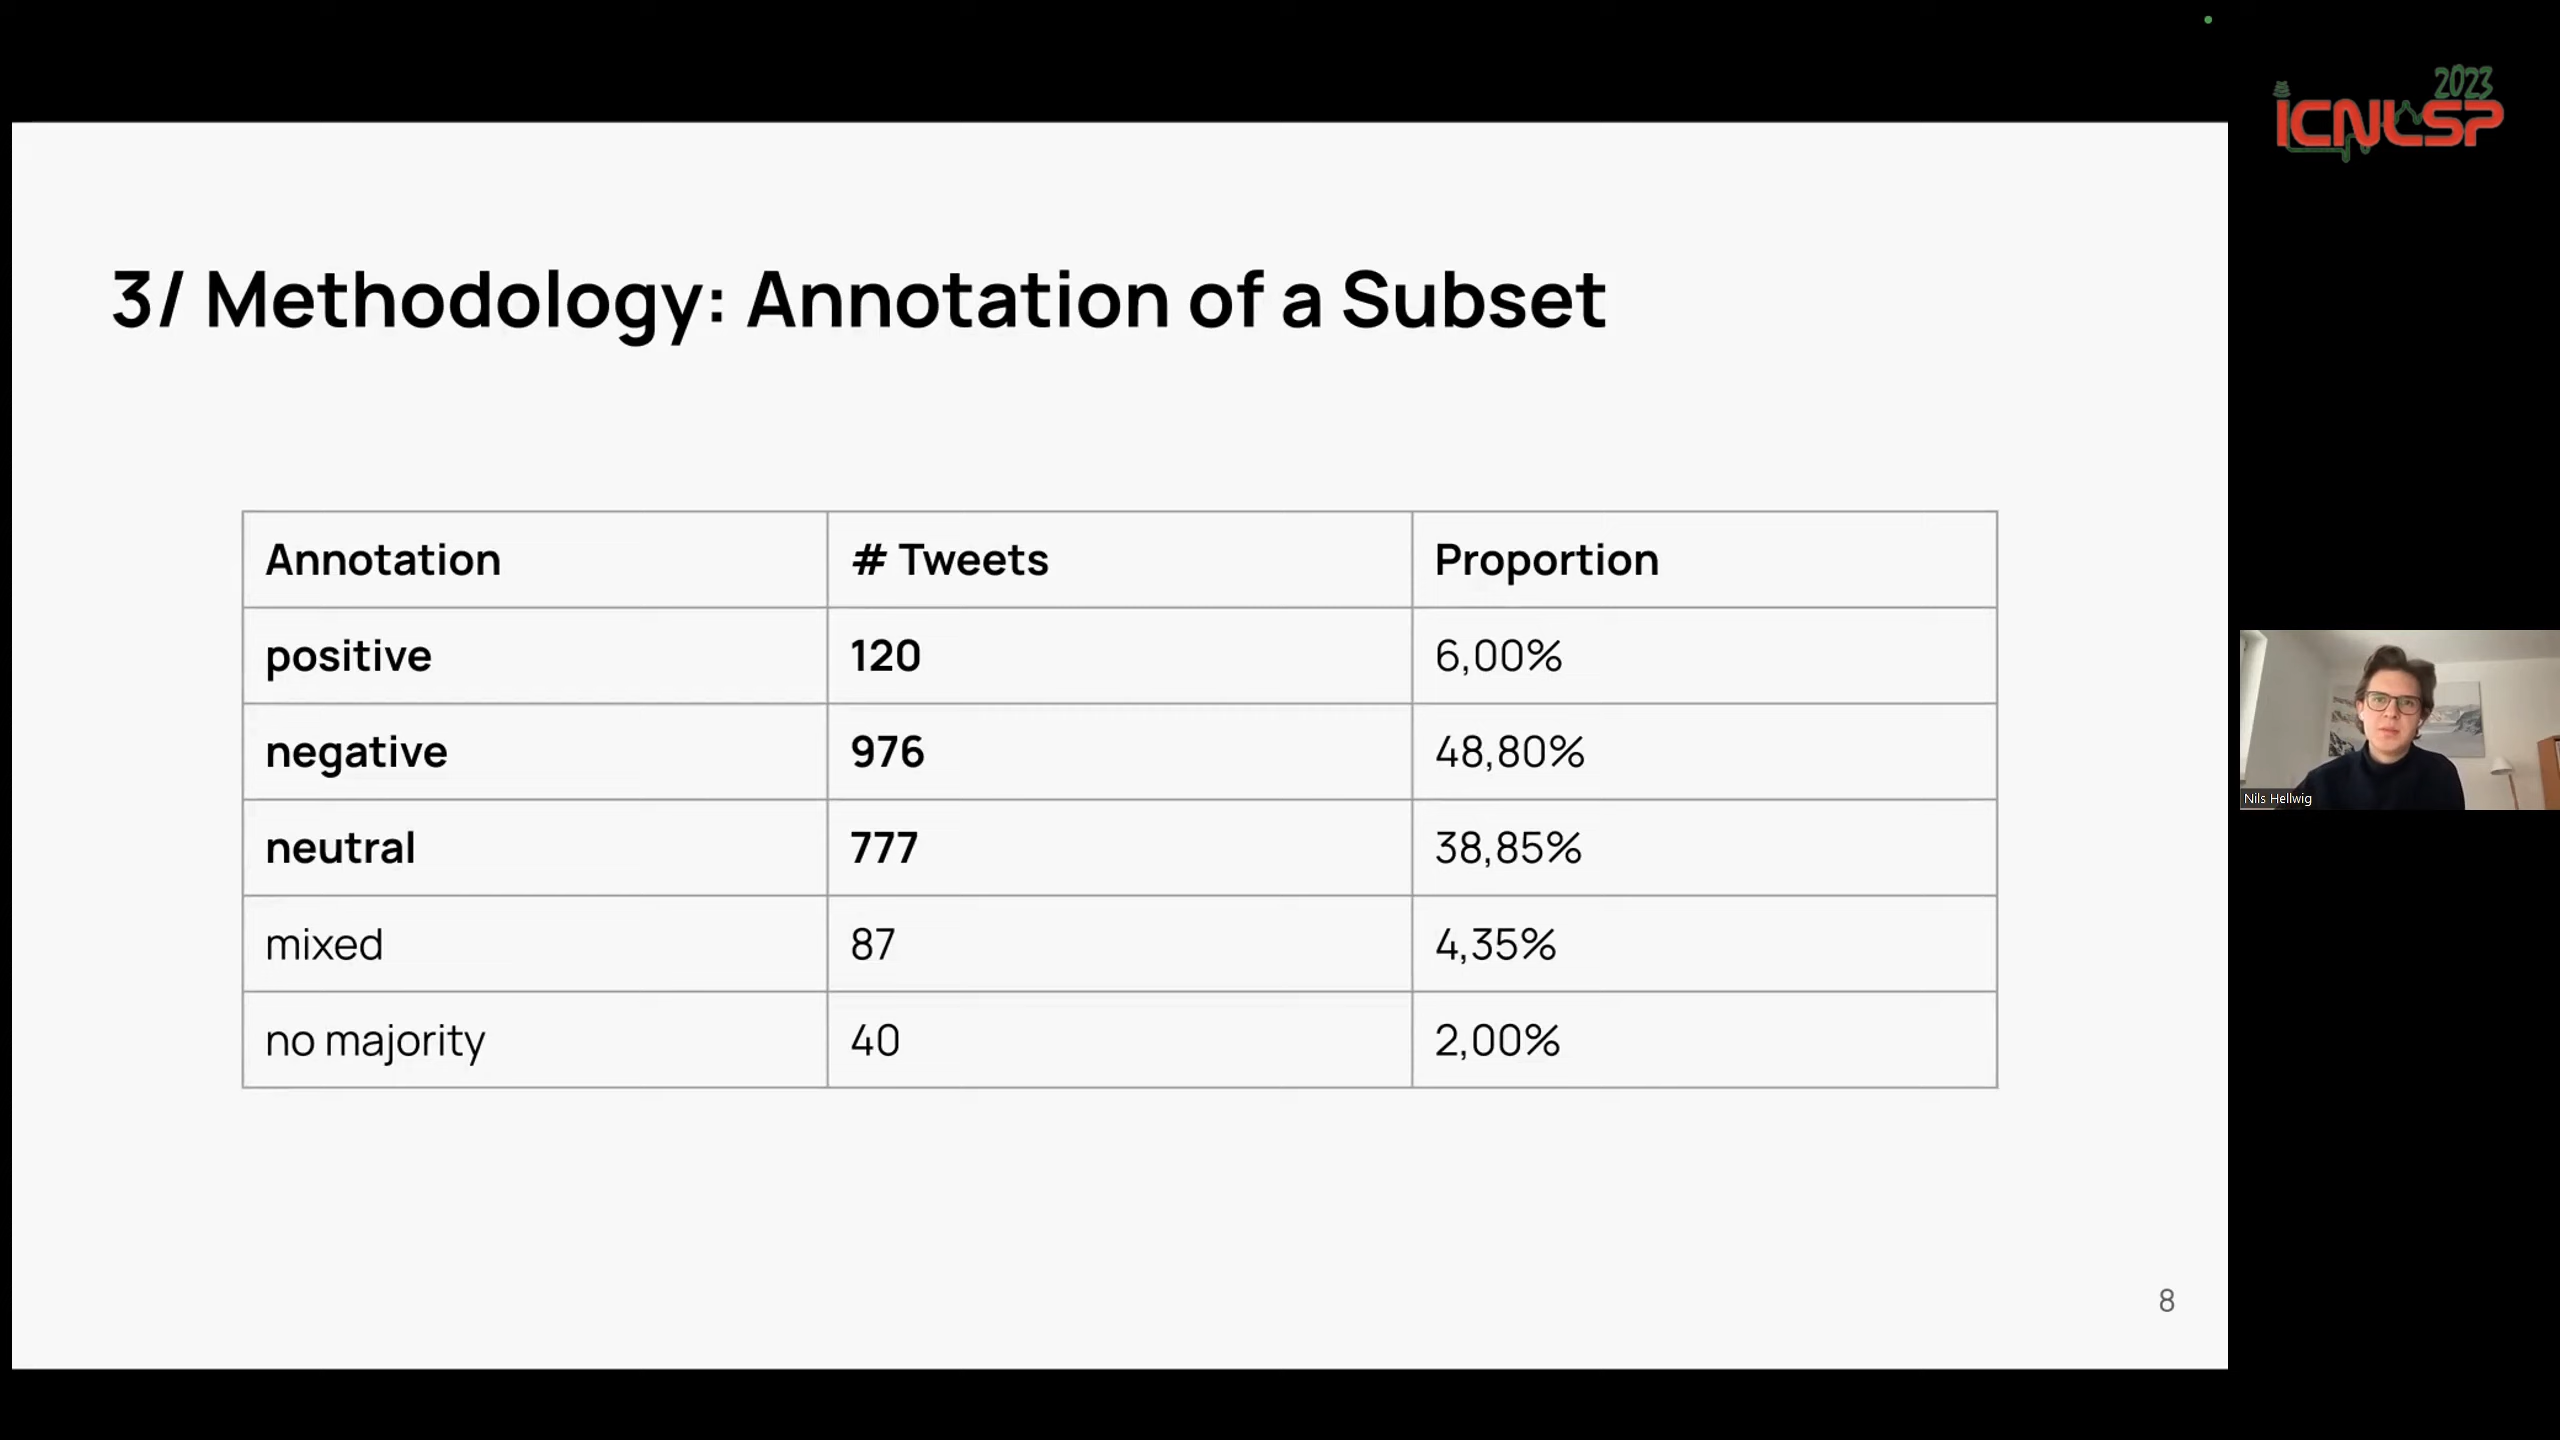 2023
ICNLSP
3/ Methodology: Annotation of a Subset
Annotation # Tweets Proportion
positive 120 6,00%
negative 976 48,80%
neutral 777 38,85%
mixed 87 4,35%
no majority 40 2,00%
Nils Hellwig
8